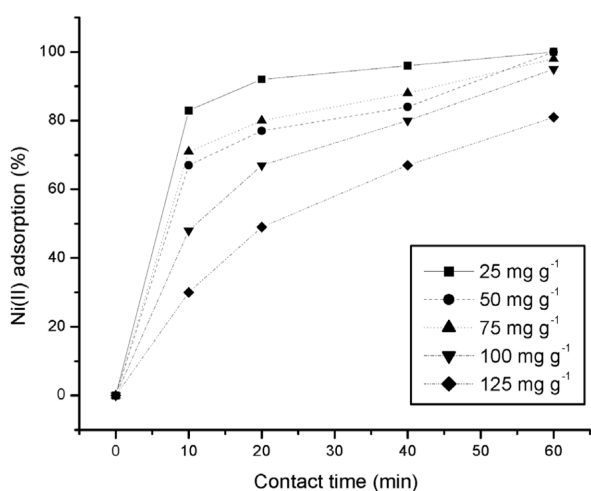 Ni(II) adsorption (%)
100
80
60
40
20
0
0
10
20
30
40
50
60
Contact time (min)
25 mg g⁻¹
50 mg g⁻¹
75 mg g⁻¹
100 mg g⁻¹
125 mg g⁻¹